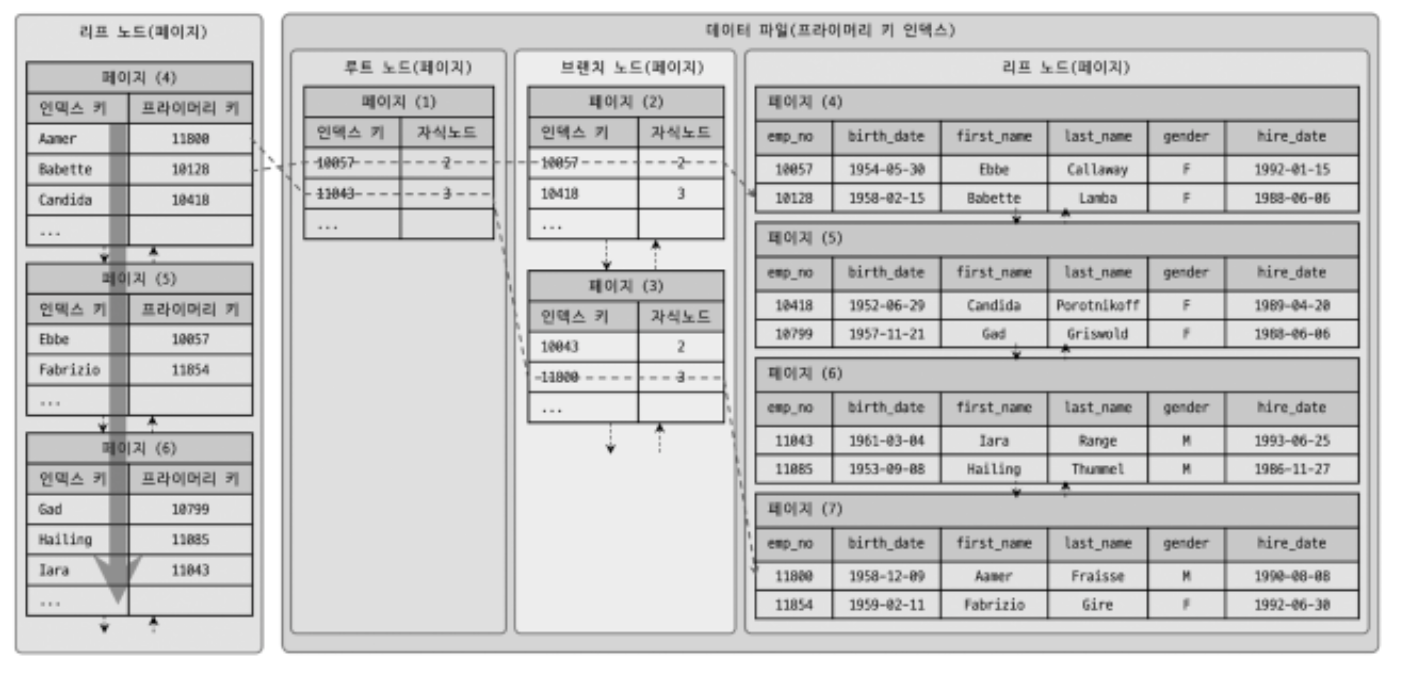 리프 노드(페이지)
페이지 (4)
인덱스 키 프라이머리 키
Aamer 11800
Babette 10128
Candida 10418
...
페이지 (5)
인덱스 키 프라이머리 키
Ebbe 10057
Fabrizio 11854
...
페이지 (6)
인덱스 키 프라이머리 키
Gad 10799
Hailing 11085
Iara 11043
...
데이터 파일(프라이머리 키 인덱스)
루트 노드(페이지)
페이지 (1)
인덱스 키 자식노드
10057 2
11043 3
...
브랜치 노드(페이지)
페이지 (2)
인덱스 키 자식노드
10057 2
10418 3
...
페이지 (3)
인덱스 키 자식노드
10043 2
11800 3
...
리프 노드(페이지)
페이지 (4)
emp_no birth_date first_name last_name gender hire_date
10057 1954-05-30 Ebbe Callaway F 1992-01-15
10128 1958-02-15 Babette Lamba F 1988-06-06
페이지 (5)
emp_no birth_date first_name last_name gender hire_date
10418 1952-06-29 Candida Porotnikoff F 1989-04-20
10799 1957-11-21 Gad Griswold F 1988-06-06
페이지 (6)
emp_no birth_date first_name last_name gender hire_date
11043 1961-03-04 Iara Range M 1993-06-25
11085 1953-09-08 Hailing Thummel M 1986-11-27
페이지 (7)
emp_no birth_date first_name last_name gender hire_date
11800 1958-12-09 Aamer Fraisse M 1990-08-08
11854 1959-02-11 Fabrizio Gire F 1992-06-30